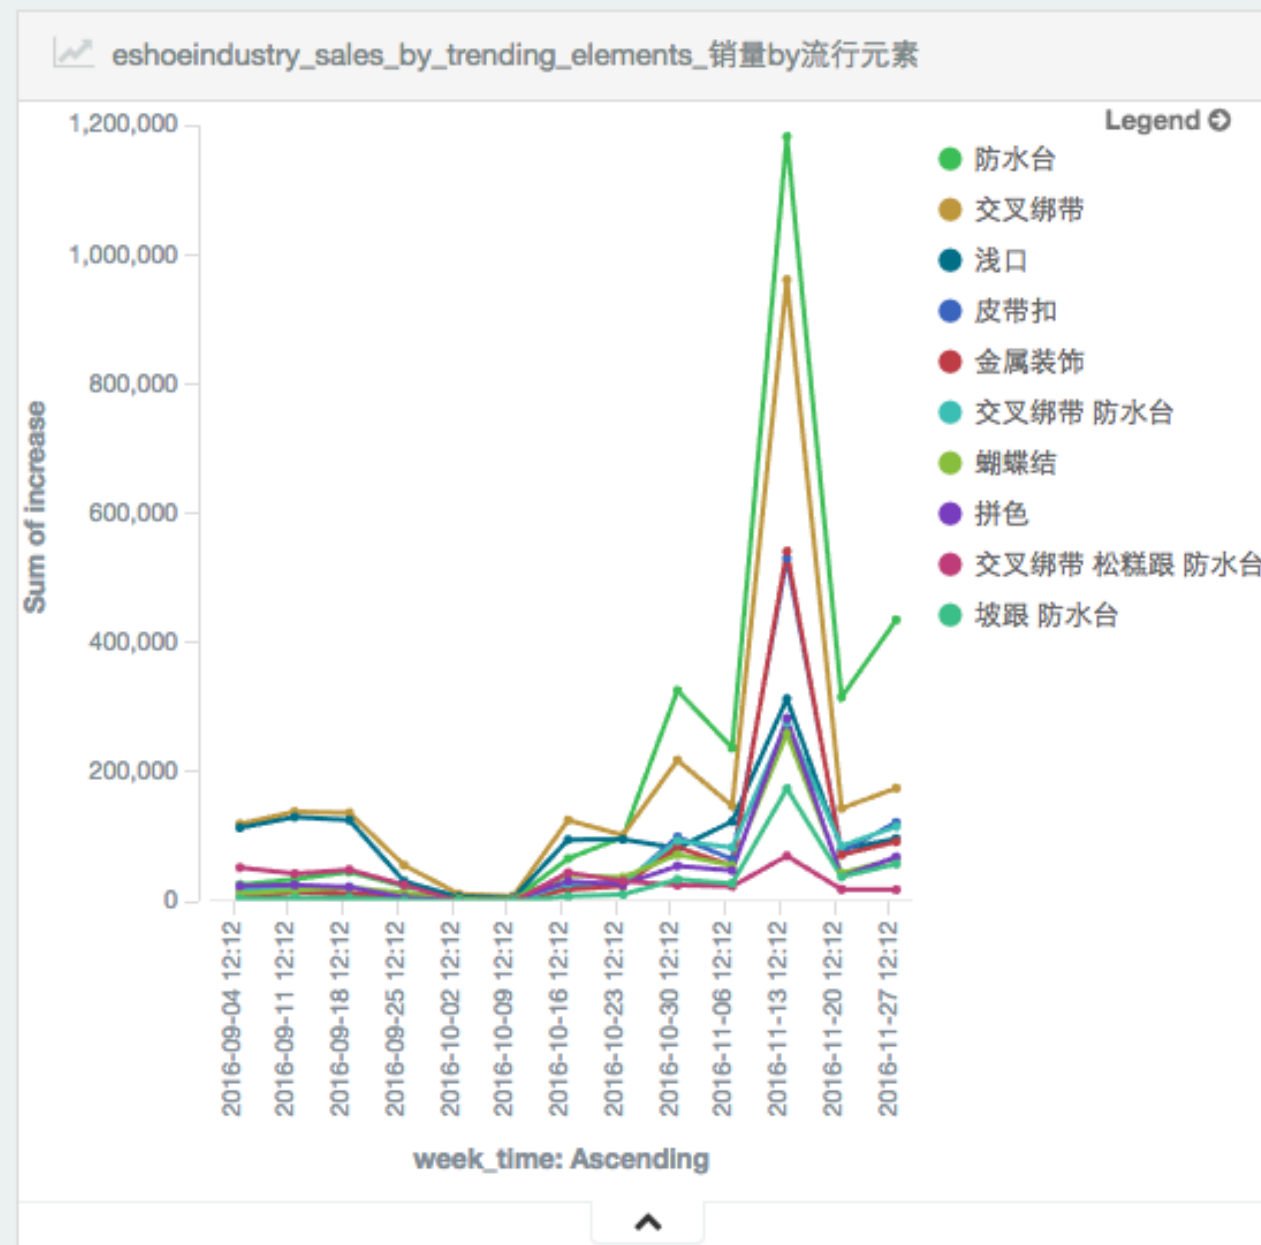 eshoeindustry_sales_by_trending_elements_销量by流行元素
Legend
1,200,000
1,000,000
800,000
600,000
400,000
200,000
0
Sum of increase
防水台
交叉绑带
浅口
皮带扣
金属装饰
交叉绑带 防水台
蝴蝶结
拼色
交叉绑带 松糕跟 防水台
坡跟 防水台
2016-09-04 12:12
2016-09-11 12:12
2016-09-18 12:12
2016-09-25 12:12
2016-10-02 12:12
2016-10-09 12:12
2016-10-16 12:12
2016-10-23 12:12
2016-10-30 12:12
2016-11-06 12:12
2016-11-13 12:12
2016-11-20 12:12
2016-11-27 12:12
week_time: Ascending